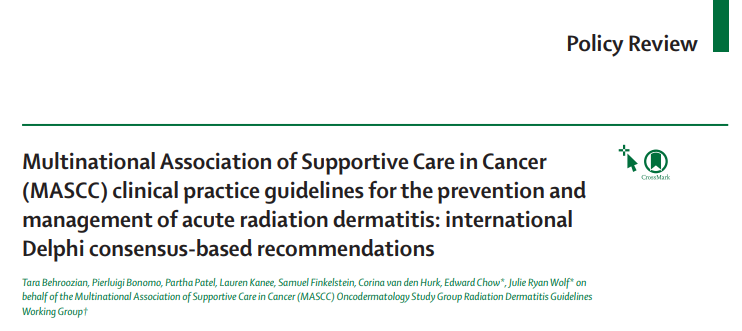 Policy Review
Multinational Association of Supportive Care in Cancer
(MASCC) clinical practice guidelines for the prevention and
management of acute radiation dermatitis: international
Delphi consensus-based recommendations
CrossMark
Tara Behroozian, Pierluigi Bonomo, Partha Patel, Lauren Kanee, Samuel Finkelstein, Corina van den Hurk, Edward Chow*, Julie Ryan Wolf* on
behalf of the Multinational Association of Supportive Care in Cancer (MASCC) Oncodermatology Study Group Radiation Dermatitis Guidelines
Working Group†